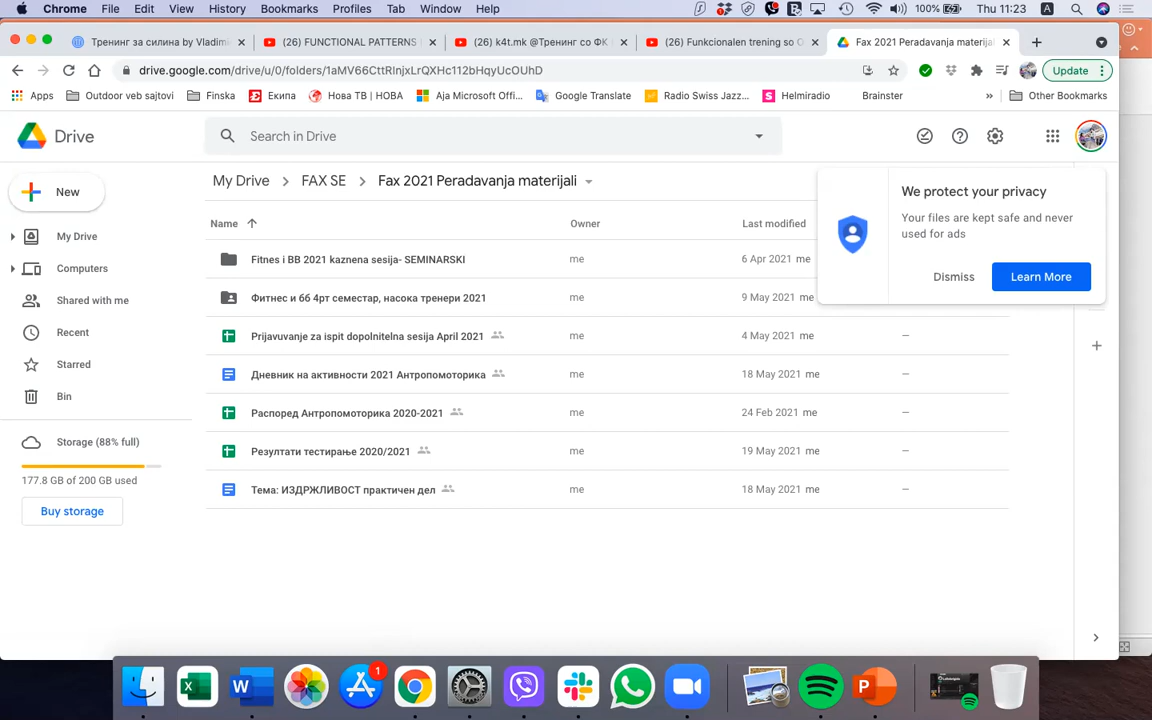 Chrome File Edit View History Bookmarks Profiles Tab Window Help 100% Thu 11:23 A
Тренинг за силина by Vladimi (26) FUNCTIONAL PATTERNS (26) k4t.mk @Тренинг со ФК (26) Funkcionalen trening so O Fax 2021 Peradavanja materijal
drive.google.com/drive/u/0/folders/1aMV66CttRInjxLrQXHc112bHqyUcOUhD Update
Apps Outdoor veb sajtovi Finska Екипа Нова ТВ | НОВА Aja Microsoft Offi... Google Translate Radio Swiss Jazz... Helmiradio Brainster » Other Bookmarks
Drive Search in Drive
New
My Drive
Computers
Shared with me
Recent
Starred
Bin
Storage (88% full)
177.8 GB of 200 GB used
Buy storage
My Drive FAX SE Fax 2021 Peradavanja materijali
Name Owner Last modified
Fitnes i BB 2021 kaznena sesija- SEMINARSKI me 6 Apr 2021 me
Фитнес и бб 4рт семестар, насока тренери 2021 me 9 May 2021 me
Prijavuvanje za ispit dopolnitelna sesija April 2021 me 4 May 2021 me –
Дневник на активности 2021 Антропомоторика me 18 May 2021 me –
Распоред Антропомоторика 2020-2021 me 24 Feb 2021 me –
Резултати тестирање 2020/2021 me 19 May 2021 me –
Тема: ИЗДРЖЛИВОСТ практичен дел me 18 May 2021 me –
We protect your privacy
Your files are kept safe and never
used for ads
Dismiss Learn More
1